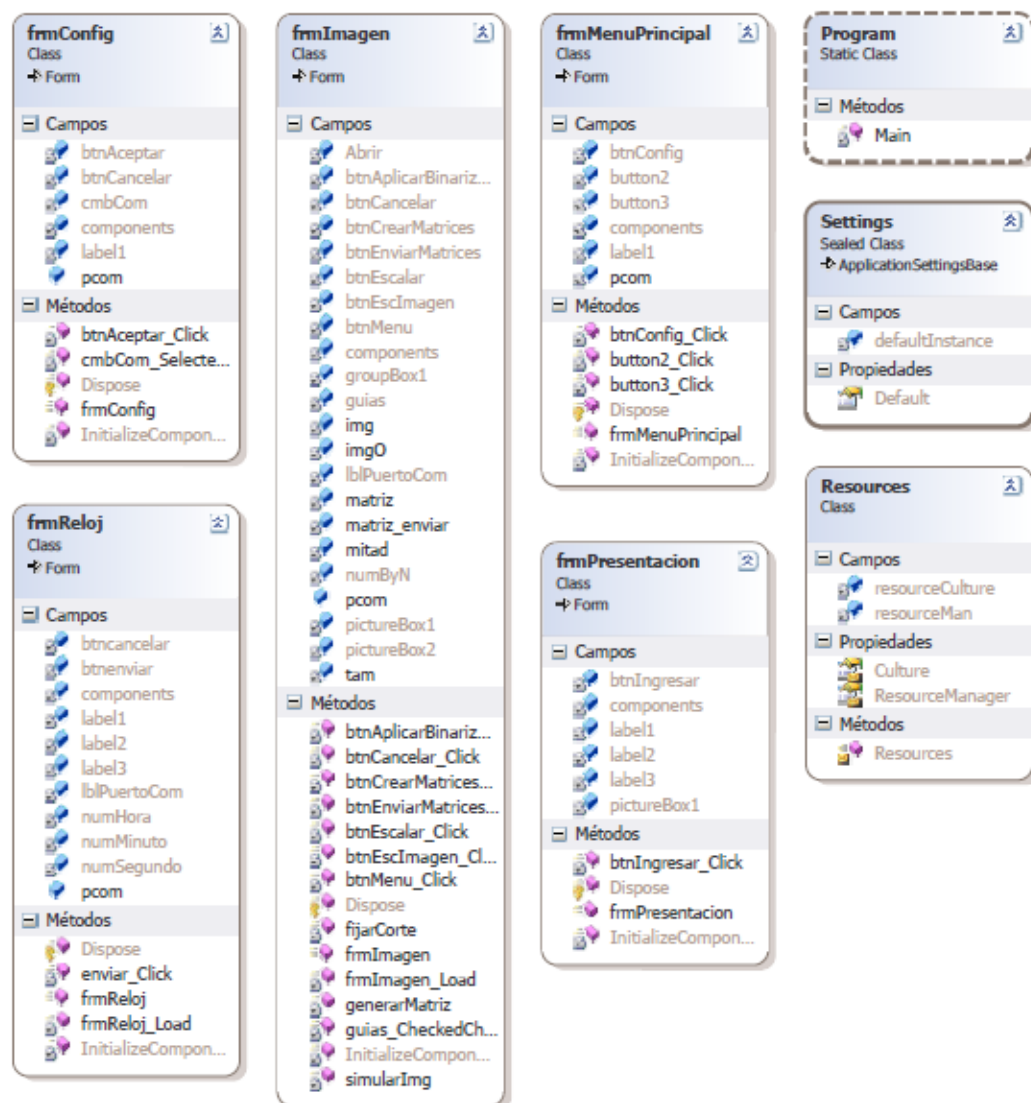 frmConfig
Class
Form
Campos
btnAceptar
btnCancelar
cmbCom
components
label1
pcom
Métodos
btnAceptar_Click
cmbCom_Selecte...
Dispose
frmConfig
InitializeCompon...
frmReloj
Class
Form
Campos
btncancelar
btnenviar
components
label1
label2
label3
lblPuertoCom
numHora
numMinuto
numSegundo
pcom
Métodos
Dispose
enviar_Click
frmReloj
frmReloj_Load
InitializeCompon...
frmImagen
Class
Form
Campos
Abrir
btnAplicarBinariz...
btnCancelar
btnCrearMatrices
btnEnviarMatrices
btnEscalar
btnEscImagen
btnMenu
components
groupBox1
guias
img
imgO
lblPuertoCom
matriz
matriz_enviar
mitad
numByN
pcom
pictureBox1
pictureBox2
tam
Métodos
btnAplicarBinariz...
btnCancelar_Click
btnCrearMatrices...
btnEnviarMatrices...
btnEscalar_Click
btnEscImagen_Cl...
btnMenu_Click
Dispose
fijarCorte
frmImagen
frmImagen_Load
generarMatriz
guias_CheckedCh...
InitializeCompon...
simularImg
frmMenuPrincipal
Class
Form
Campos
btnConfig
button2
button3
components
label1
pcom
Métodos
btnConfig_Click
button2_Click
button3_Click
Dispose
frmMenuPrincipal
InitializeCompon...
frmPresentacion
Class
Form
Campos
btnIngresar
components
label1
label2
label3
pictureBox1
Métodos
btnIngresar_Click
Dispose
frmPresentacion
InitializeCompon...
Program
Static Class
Métodos
Main
Settings
Sealed Class
ApplicationSettingsBase
Campos
defaultInstance
Propiedades
Default
Resources
Class
Campos
resourceCulture
resourceMan
Propiedades
Culture
ResourceManager
Métodos
Resources